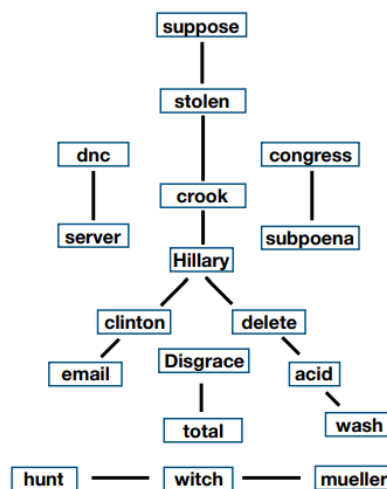 suppose
stolen
dnc
congress
crook
server
subpoena
Hillary
clinton
delete
Disgrace
email
acid
wash
total
hunt
witch
mueller